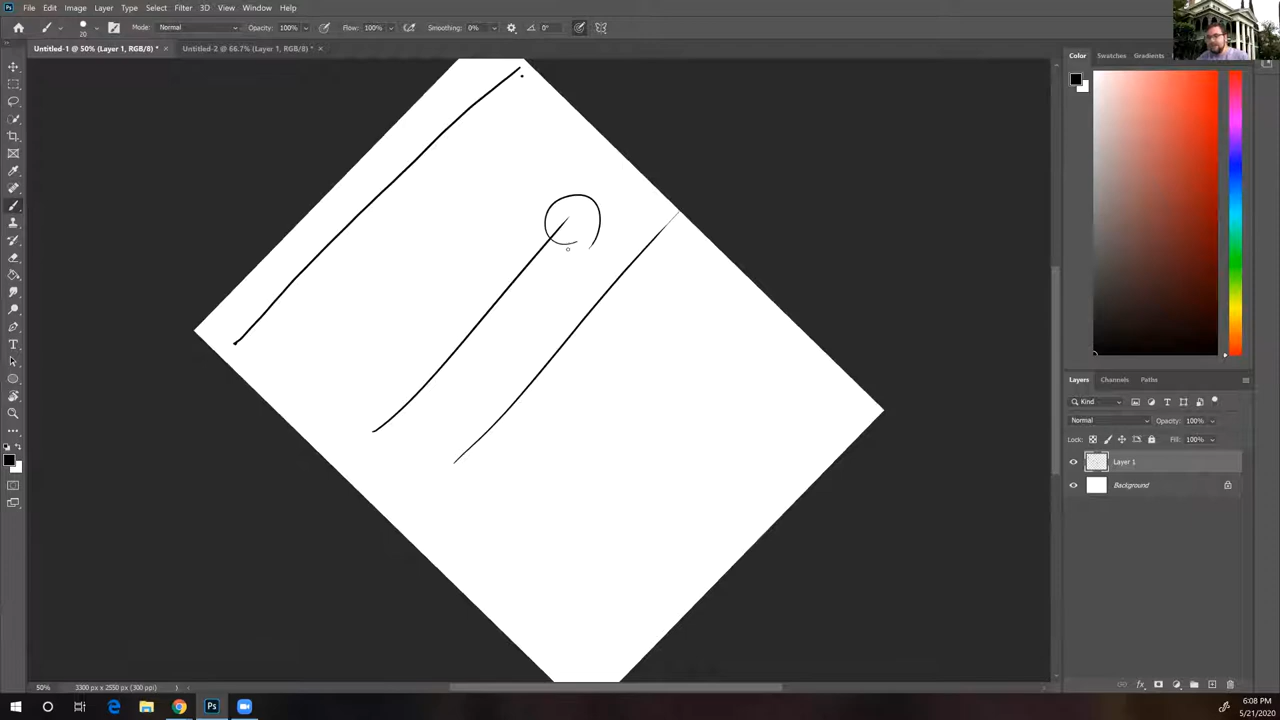 File Edit Image Layer Type Select Filter 3D View Window Help
20 Mode: Normal Opacity: 100% Flow: 100% Smoothing: 0% 0°
Untitled-1 @ 50% (Layer 1, RGB/8) * × Untitled-2 @ 66.7% (Layer 1, RGB/8) * ×
Color Swatches Gradients
Layers Channels Paths
Kind
Normal Opacity: 100%
Lock: Fill: 100%
Layer 1
Background
50% 3300 px x 2550 px (300 ppi)
6:08 PM
5/21/2020